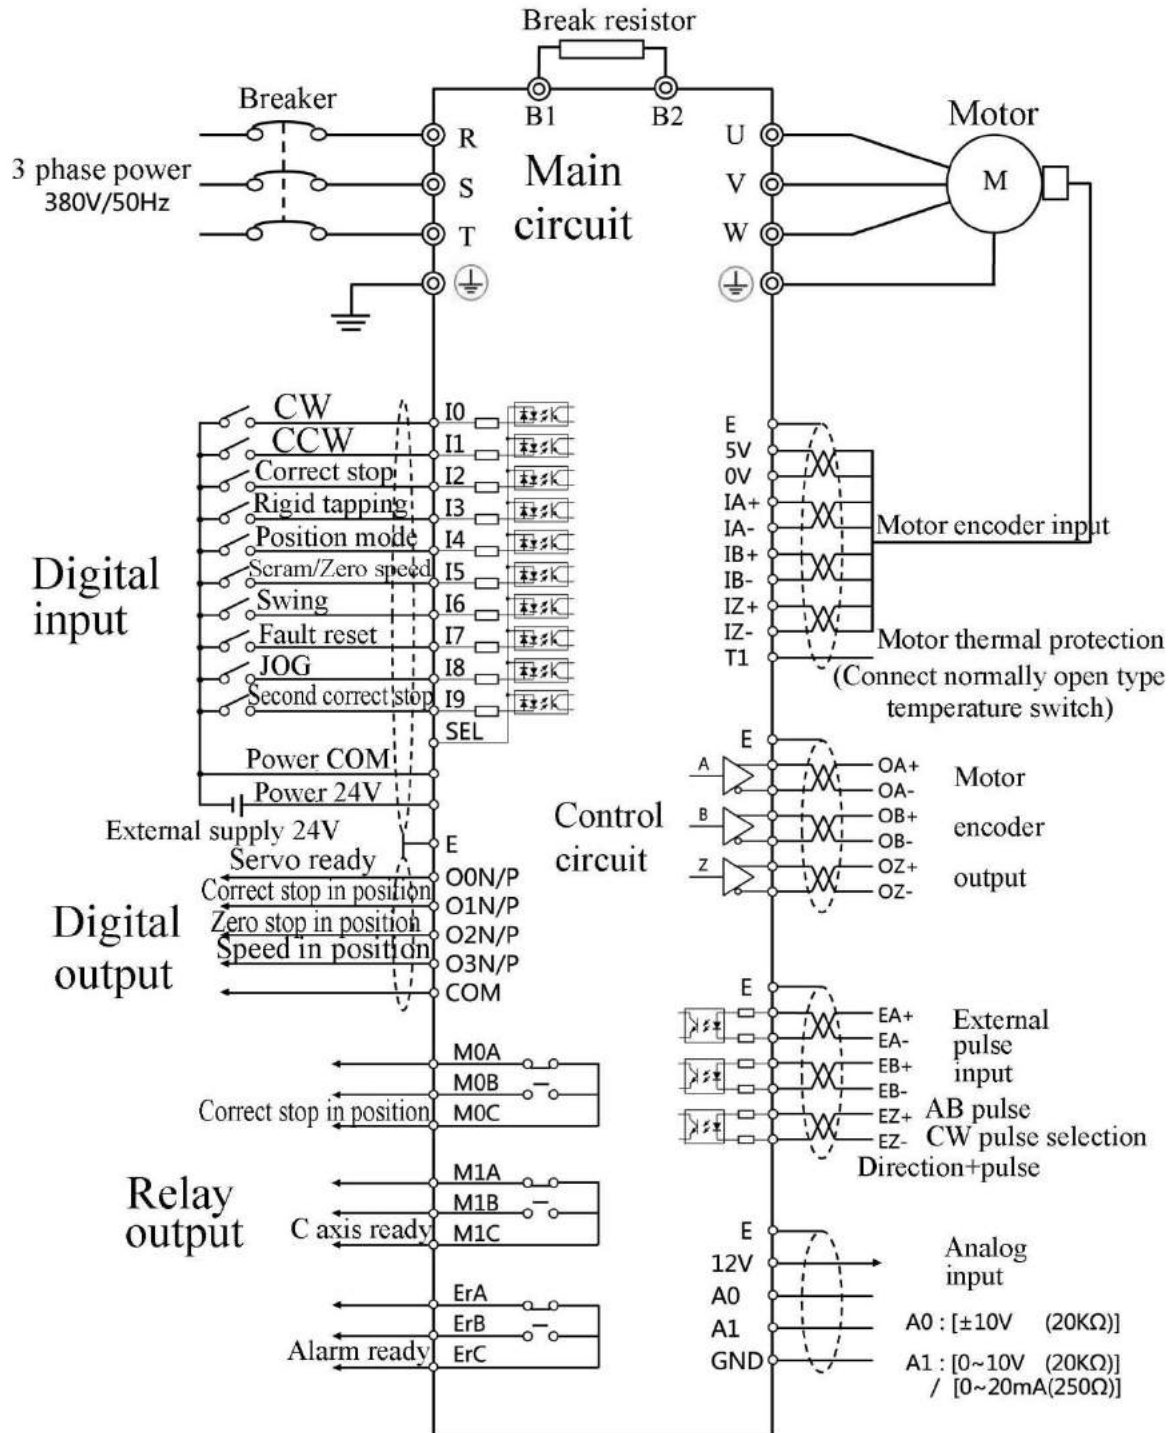 Break resistor
B1
B2
Breaker
3 phase power
380V/50Hz
R
S
T
Main
circuit
U
V
W
Motor
M
Digital
input
CW
I0
CCW
I1
Correct stop
I2
Rigid tapping
I3
Position mode
I4
Scram/Zero speed
I5
Swing
I6
Fault reset
I7
JOG
I8
Second correct stop
I9
SEL
Power COM
Power 24V
External supply 24V
E
Digital
output
Servo ready
O0N/P
Correct stop in position
O1N/P
Zero stop in position
O2N/P
Speed in position
O3N/P
COM
Relay
output
M0A
M0B
Correct stop in position
M0C
M1A
M1B
C axis ready
M1C
ErA
ErB
Alarm ready
ErC
Control
circuit
E
5V
0V
IA+
IA-
IB+
IB-
IZ+
IZ-
T1
Motor encoder input
Motor thermal protection
(Connect normally open type
temperature switch)
E
A
OA+
OA-
B
OB+
OB-
Z
OZ+
OZ-
Motor
encoder
output
E
EA+
EA-
EB+
EB-
EZ+
EZ-
External
pulse
input
AB pulse
CW pulse selection
Direction+pulse
E
12V
A0
A1
GND
Analog
input
A0 : [±10V (20KΩ)]
A1 : [0~10V (20KΩ)]
/ [0~20mA(250Ω)]